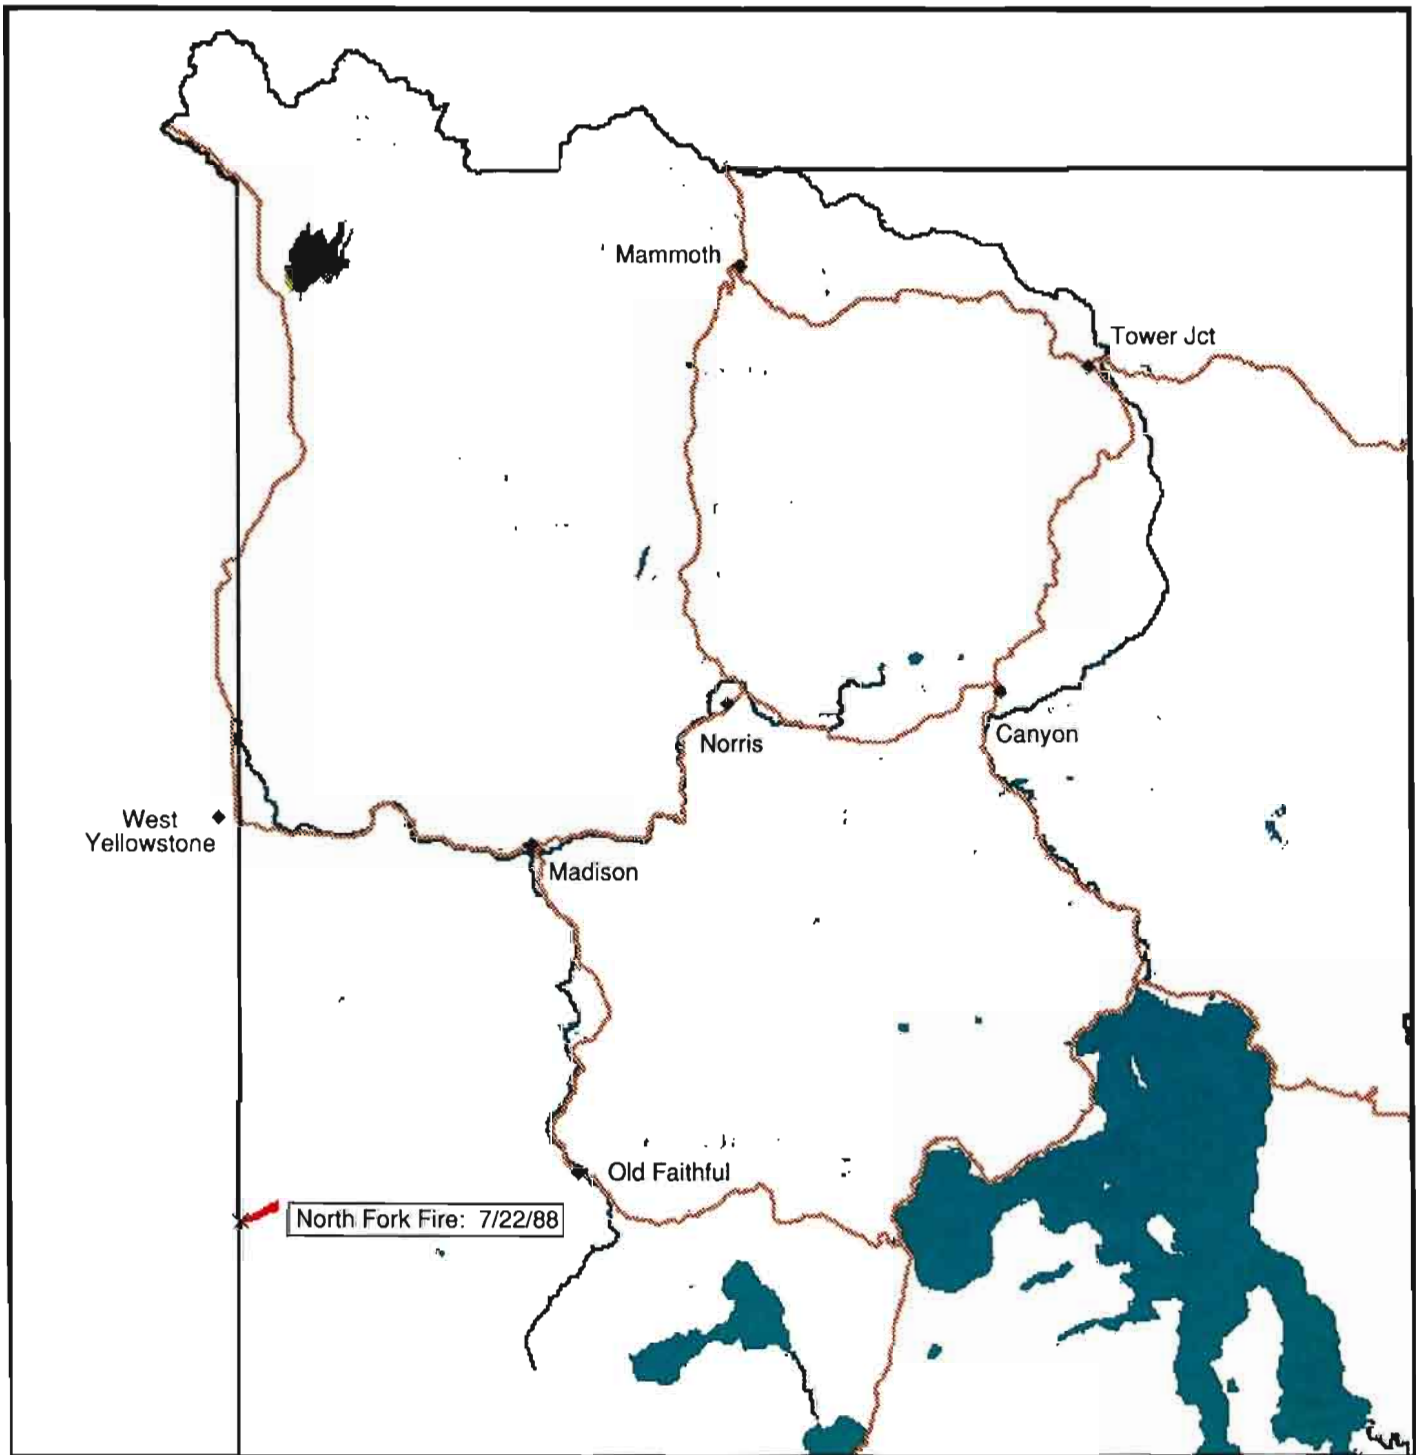 Mammoth
Tower Jct
Norris
Canyon
West
Yellowstone
Madison
Old Faithful
North Fork Fire: 7/22/88